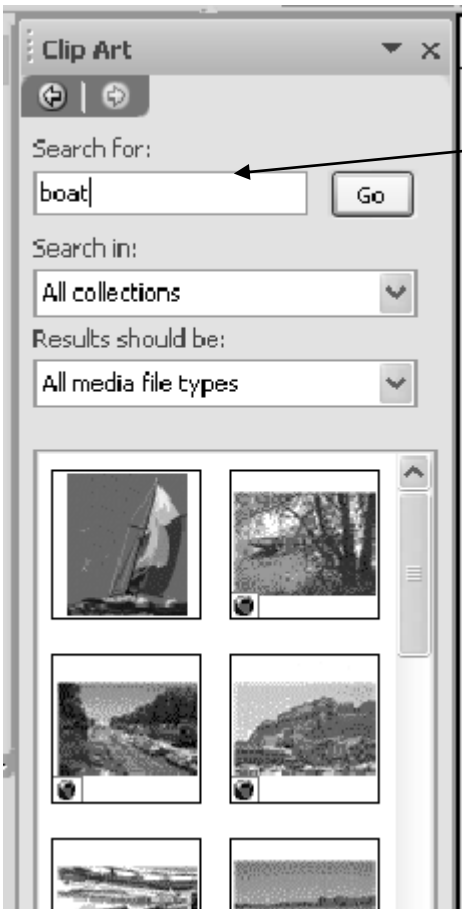 Clip Art
Search for:
boat
Go
Search in:
All collections
Results should be:
All media file types